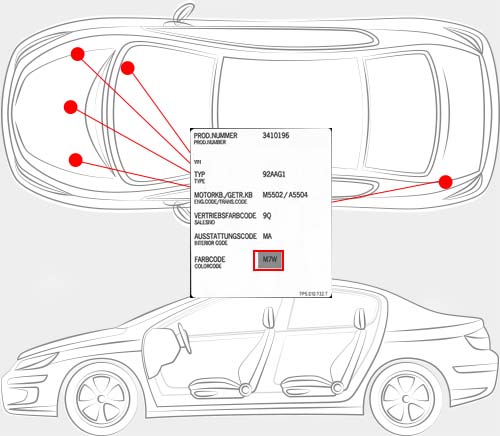 PROD.NUMMER 3410196
PROD.NUMBER
VIN
TYP 92AAG1
TYPE
MOTORKB./GETR.KB M5502 / A5504
ENG.CODE/TRANS.CODE
VERTRIEBSFARBCODE 9Q
SALESNO
AUSSTATTUNGSCODE MA
INTERIOR CODE
FARBCODE M7W
COLORCODE